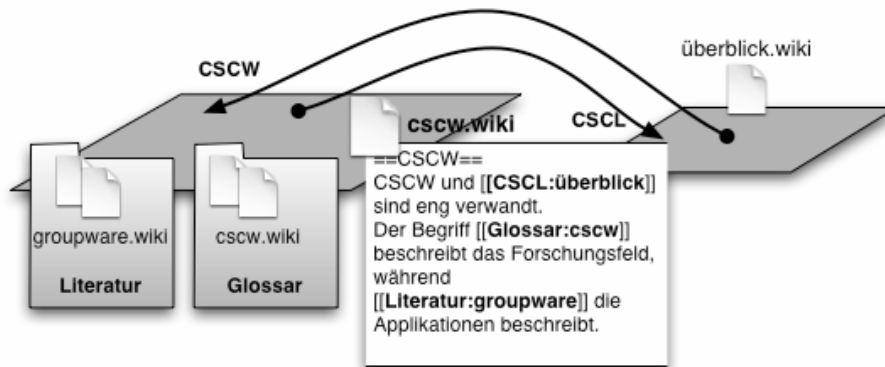 überblick.wiki
CSCW
cscw.wiki
CSCL
==CSCW==
CSCW und [[CSCL:überblick]]
sind eng verwandt.
Der Begriff [[Glossar:cscw]]
beschreibt das Forschungsfeld,
während
[[Literatur:groupware]] die
Applikationen beschreibt.
groupware.wiki
Literatur
cscw.wiki
Glossar